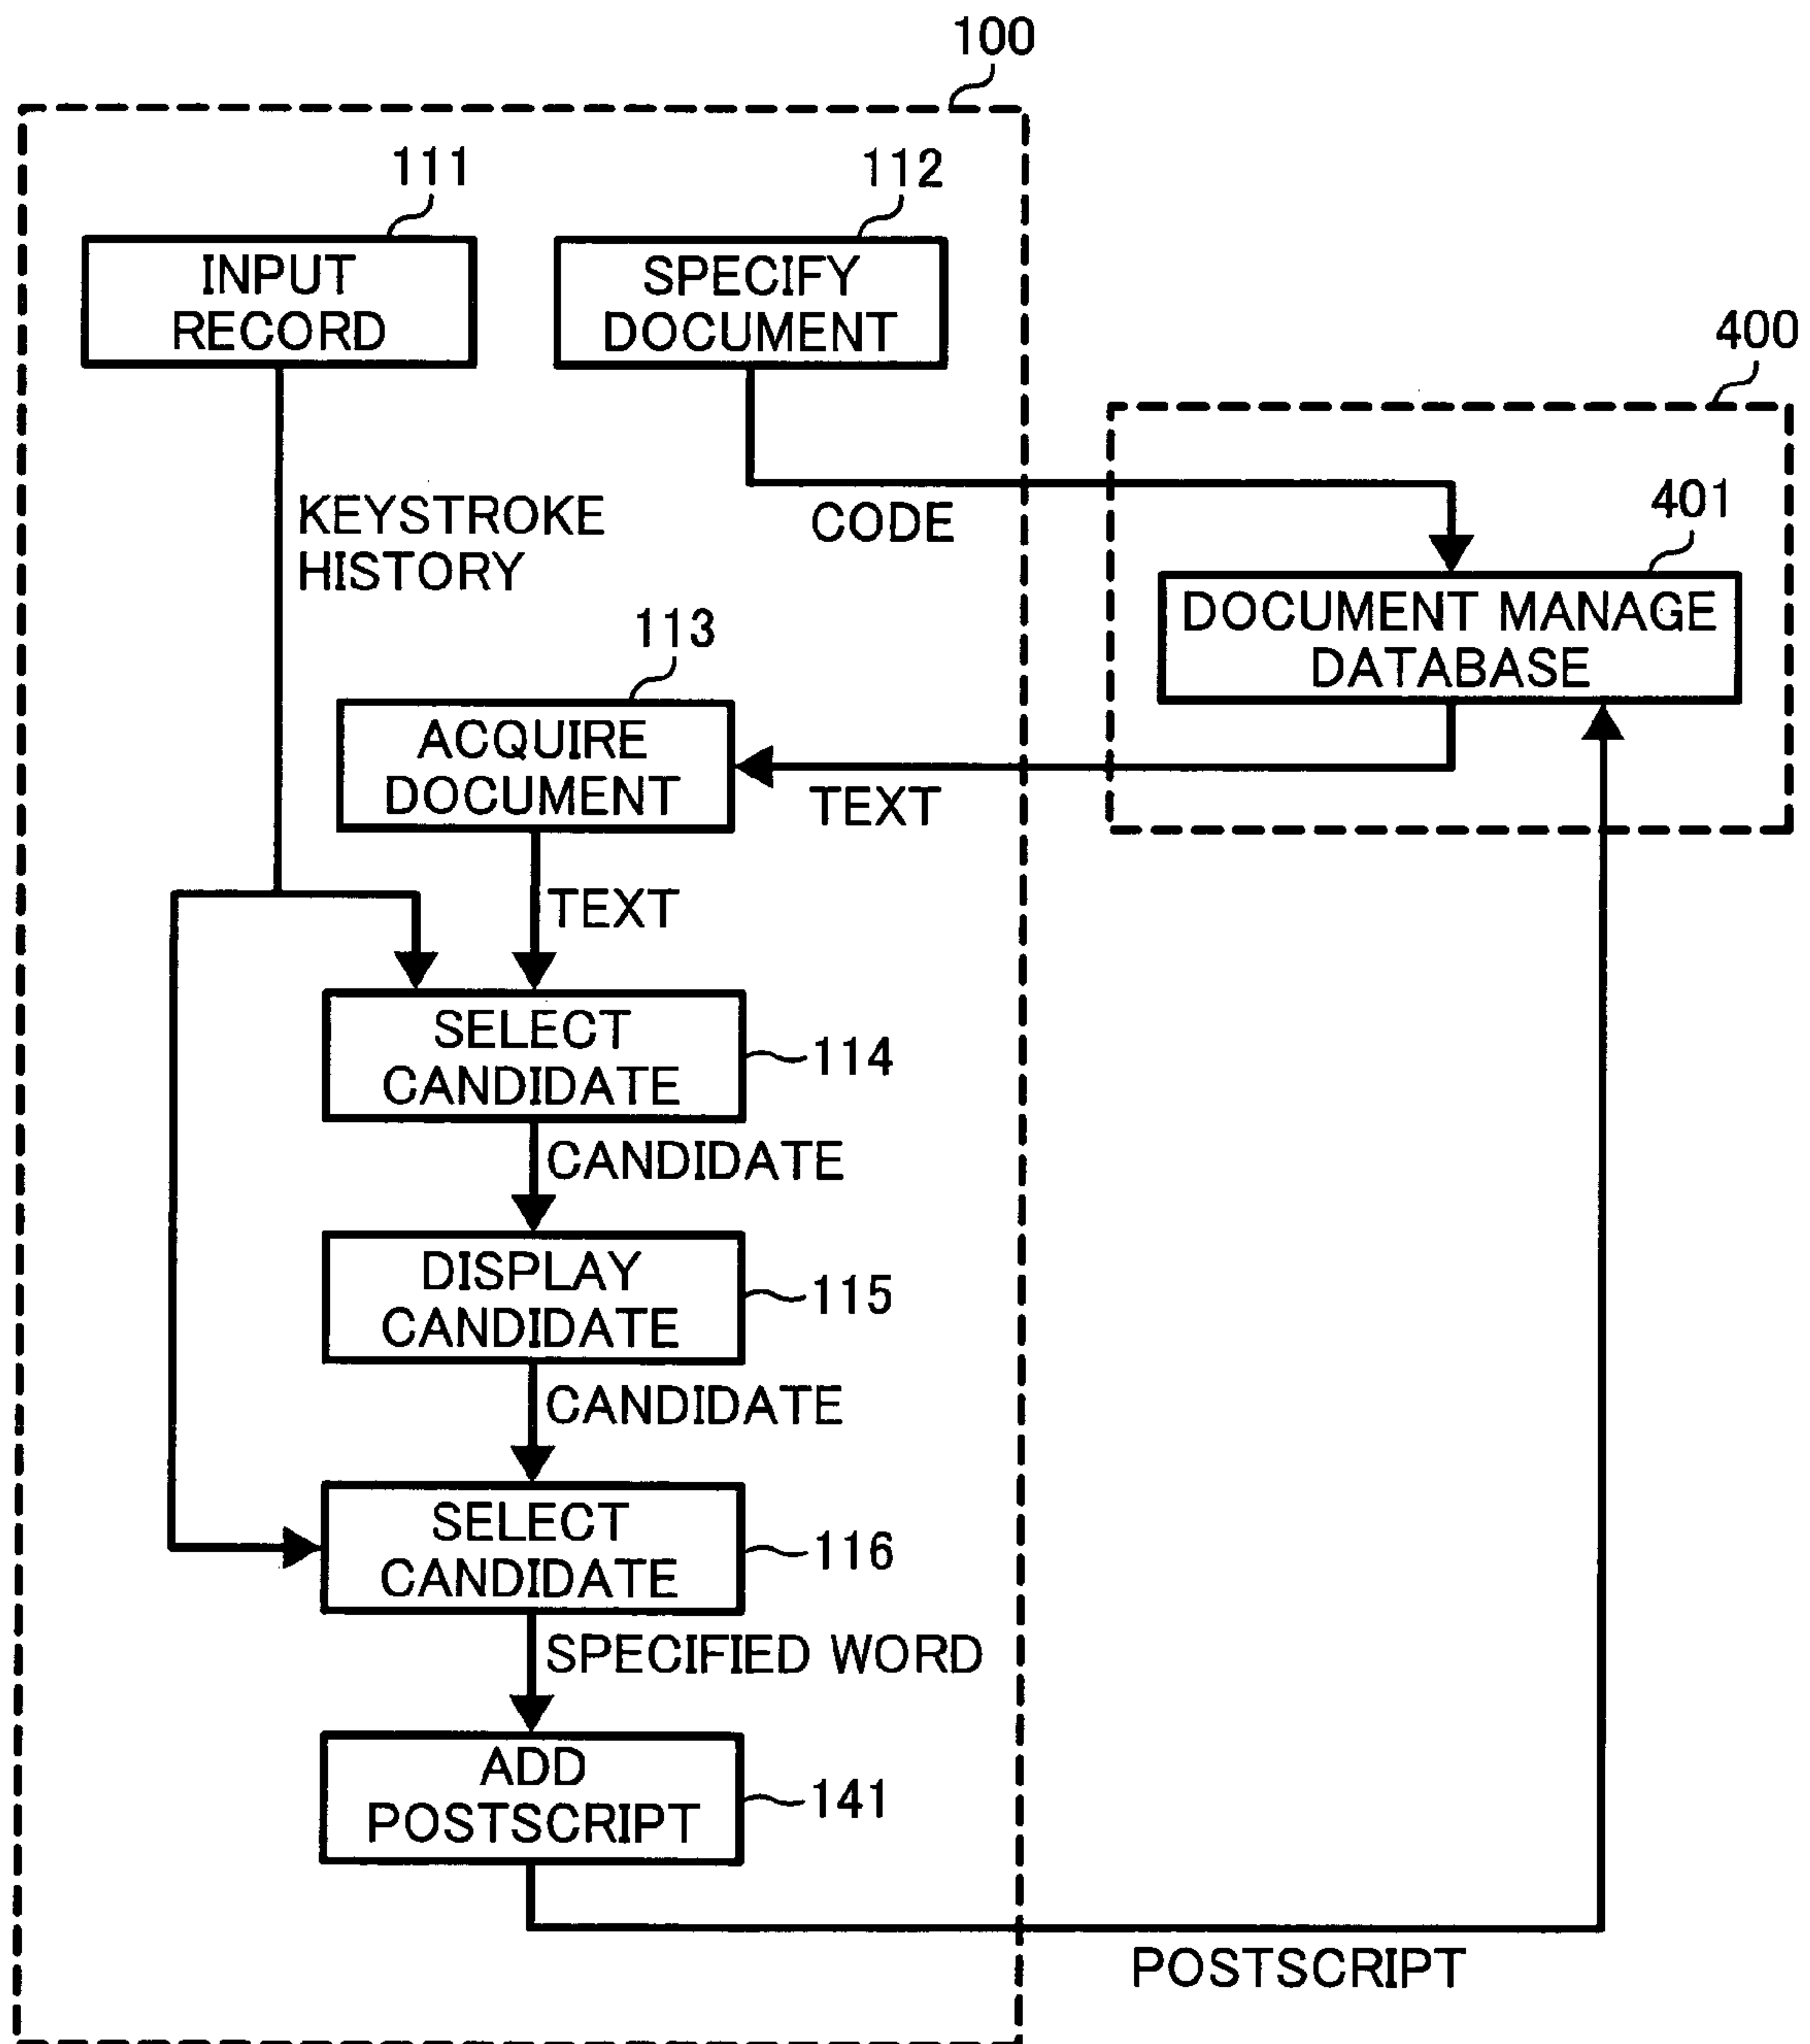 100
111
112
INPUT
RECORD
SPECIFY
DOCUMENT
400
KEYSTROKE
HISTORY
CODE
401
DOCUMENT MANAGE
DATABASE
113
ACQUIRE
DOCUMENT
TEXT
TEXT
SELECT
CANDIDATE
114
CANDIDATE
DISPLAY
CANDIDATE
115
CANDIDATE
SELECT
CANDIDATE
116
SPECIFIED WORD
ADD
POSTSCRIPT
141
POSTSCRIPT